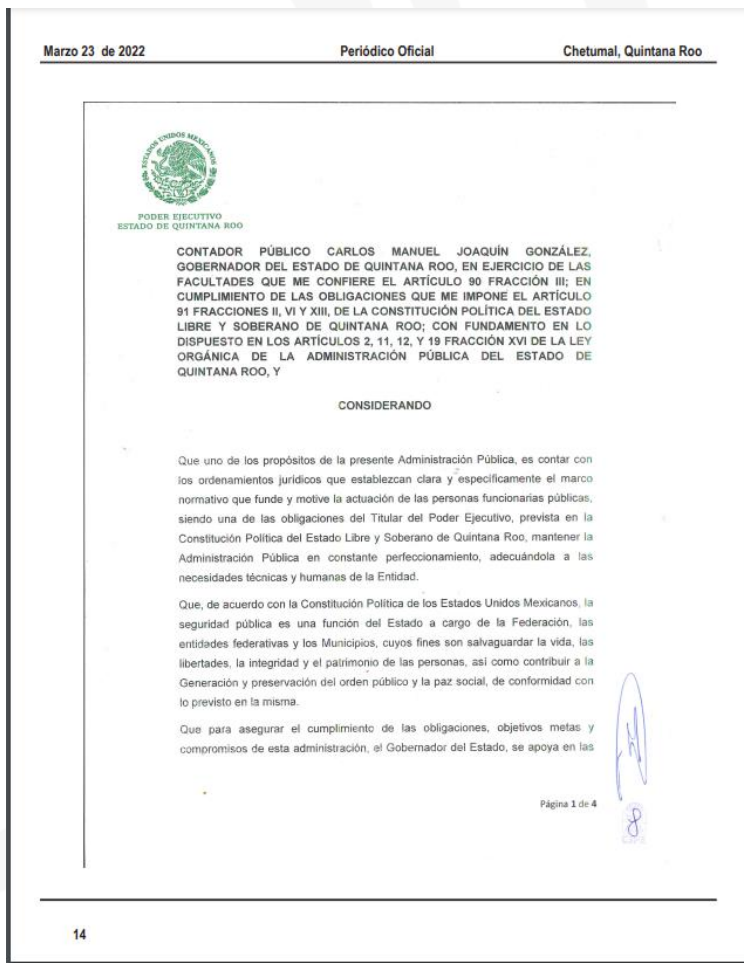 Marzo 23 de 2022 Periódico Oficial Chetumal, Quintana Roo
ESTADOS UNIDOS MEXICANOS
PODER EJECUTIVO
ESTADO DE QUINTANA ROO
CONTADOR PÚBLICO CARLOS MANUEL JOAQUÍN GONZÁLEZ,
GOBERNADOR DEL ESTADO DE QUINTANA ROO, EN EJERCICIO DE LAS
FACULTADES QUE ME CONFIERE EL ARTÍCULO 90 FRACCIÓN III; EN
CUMPLIMIENTO DE LAS OBLIGACIONES QUE ME IMPONE EL ARTÍCULO
91 FRACCIONES II, VI Y XIII, DE LA CONSTITUCIÓN POLÍTICA DEL ESTADO
LIBRE Y SOBERANO DE QUINTANA ROO; CON FUNDAMENTO EN LO
DISPUESTO EN LOS ARTÍCULOS 2, 11, 12, Y 19 FRACCIÓN XVI DE LA LEY
ORGÁNICA DE LA ADMINISTRACIÓN PÚBLICA DEL ESTADO DE
QUINTANA ROO, Y
CONSIDERANDO
Que uno de los propósitos de la presente Administración Pública, es contar con
los ordenamientos jurídicos que establezcan clara y específicamente el marco
normativo que funde y motive la actuación de las personas funcionarias públicas,
siendo una de las obligaciones del Titular del Poder Ejecutivo, prevista en la
Constitución Política del Estado Libre y Soberano de Quintana Roo, mantener la
Administración Pública en constante perfeccionamiento, adecuándola a las
necesidades técnicas y humanas de la Entidad.
Que, de acuerdo con la Constitución Política de los Estados Unidos Mexicanos, la
seguridad pública es una función del Estado a cargo de la Federación, las
entidades federativas y los Municipios, cuyos fines son salvaguardar la vida, las
libertades, la integridad y el patrimonio de las personas, así como contribuir a la
Generación y preservación del orden público y la paz social, de conformidad con
lo previsto en la misma.
Que para asegurar el cumplimiento de las obligaciones, objetivos metas y
compromisos de esta administración, el Gobernador del Estado, se apoya en las
Página 1 de 4
14